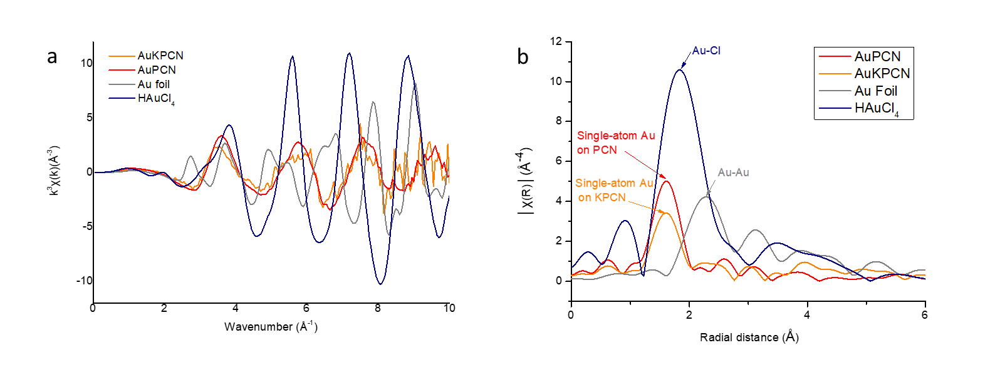 a
AuKPCN
AuPCN
Au foil
HAuCl4
10
5
0
-5
-10
k3χ(k)(Å-3)
0 2 4 6 8 10
Wavenumber (Å-1)
b
12
10
8
6
4
2
0
| χ(R) | (Å-4)
Au-Cl
Single-atom Au
on PCN
Au-Au
Single-atom Au
on KPCN
AuPCN
AuKPCN
Au Foil
HAuCl4
0 2 4 6
Radial distance (Å)